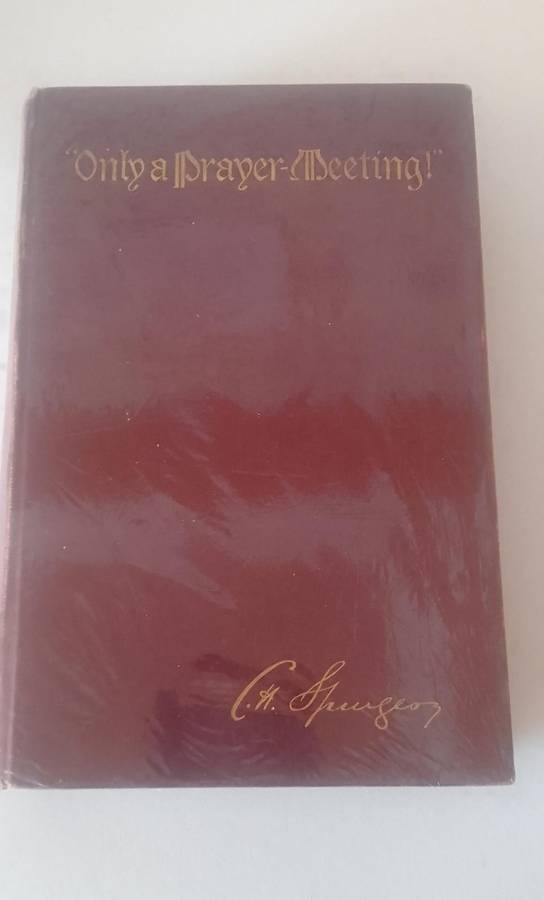 "Only a Prayer-Meeting!"
C. H. Spurgeon